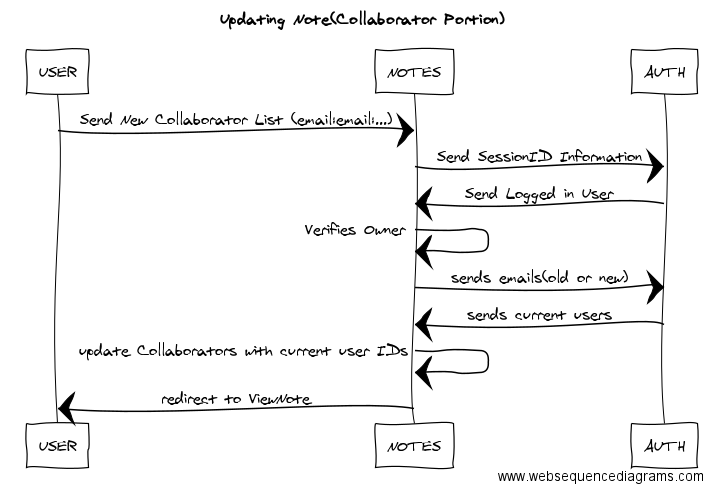 Updating Note(Collaborator Portion)
USER NOTES AUTH
Send New Collaborator List (email:email:...)
Send SessionID Information
Send Logged in User
Verifies Owner
sends emails(old or new)
sends current users
update Collaborators with current user IDs
redirect to ViewNote
USER NOTES AUTH
www.websequencediagrams.com